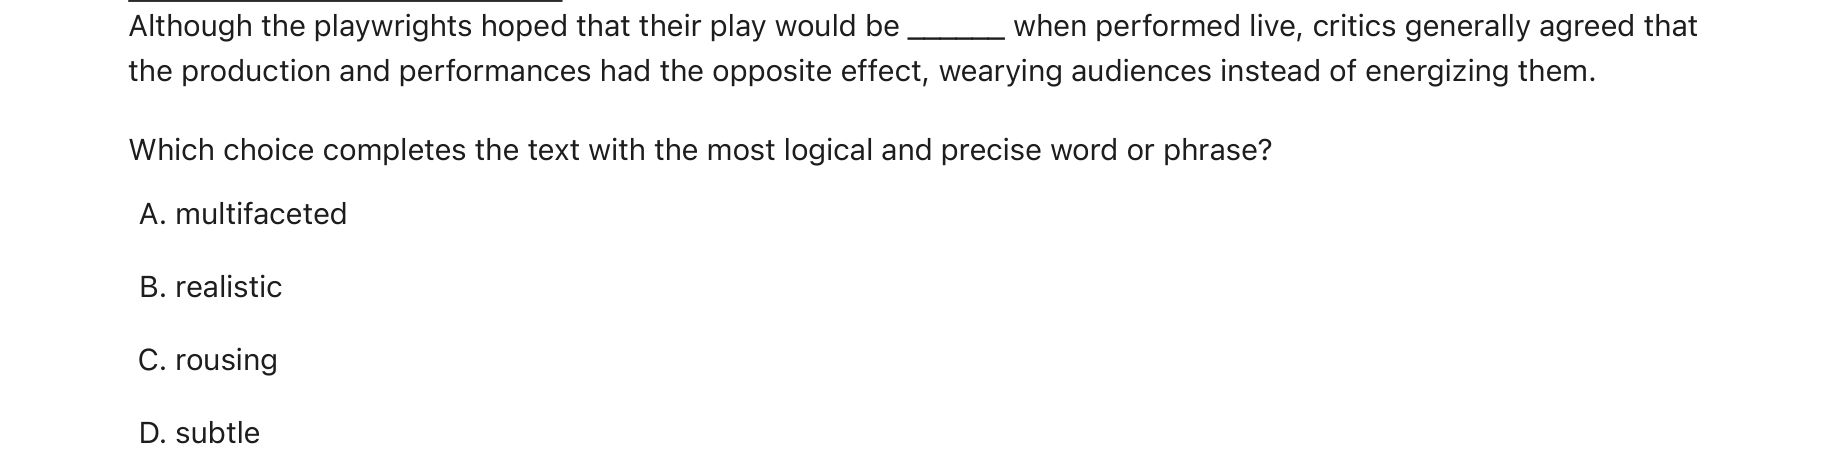 Although the playwrights hoped that their play would be ______ when performed live, critics generally agreed that
the production and performances had the opposite effect, wearying audiences instead of energizing them.
Which choice completes the text with the most logical and precise word or phrase?
A. multifaceted
B. realistic
C. rousing
D. subtle